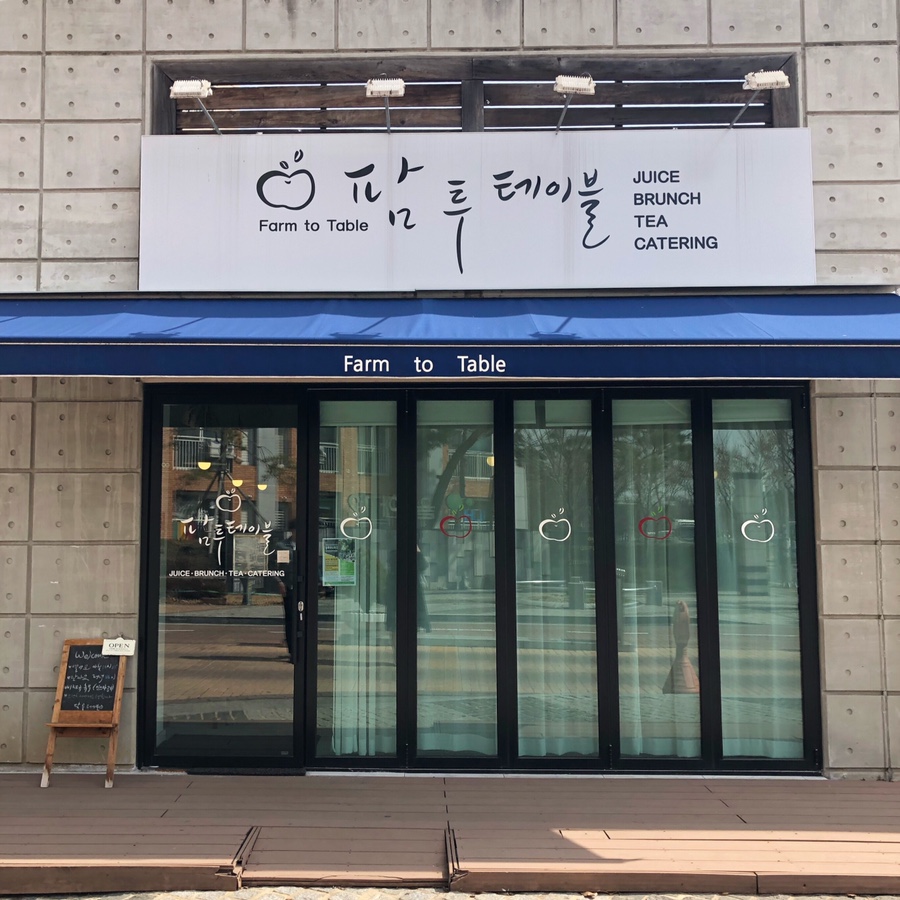 Farm to Table
팜 투 테이블
JUICE
BRUNCH
TEA
CATERING
Farm to Table
팜투테이블
JUICE·BRUNCH·TEA·CATERING
OPEN
Welcome